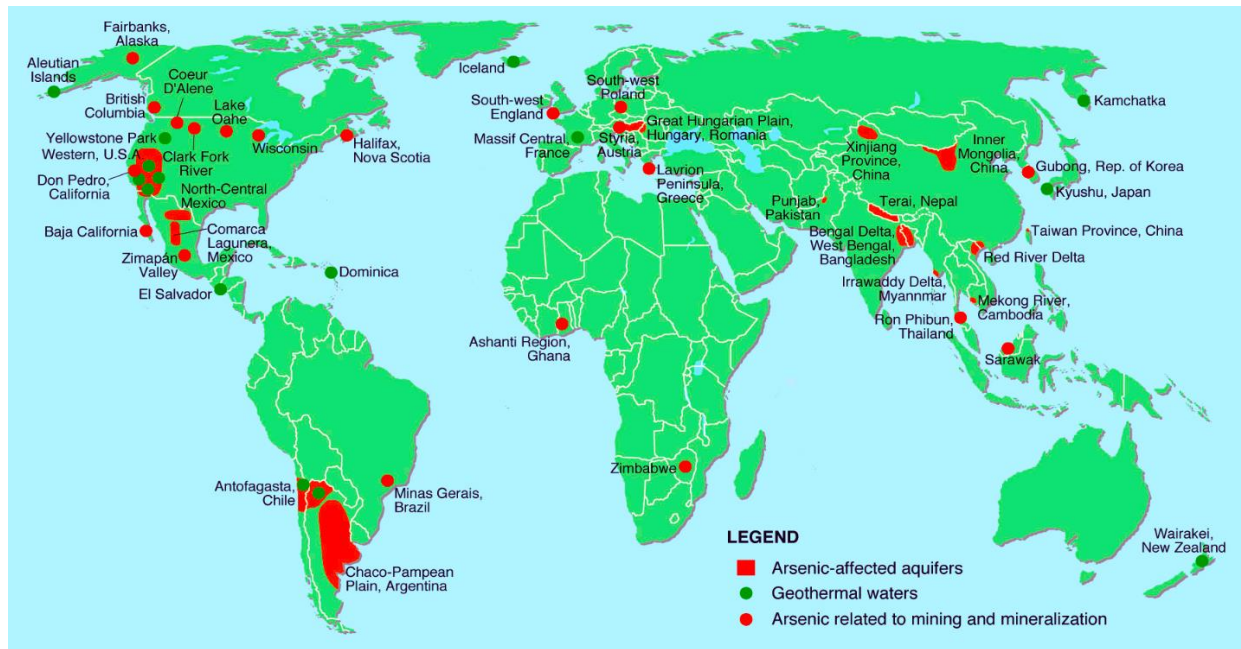 Fairbanks,
Alaska
Aleutian
Islands
Coeur
D'Alene
British
Columbia
Lake
Oahe
Yellowstone Park
Western, U.S.A.
Clark Fork
River
Wisconsin
Halifax,
Nova Scotia
Don Pedro,
California
North-Central
Mexico
Baja California
Comarca
Lagunera,
Mexico
Zimapan
Valley
El Salvador
Dominica
Iceland
South-west
England
South-west
Poland
Massif Central,
France
Styria,
Austria
Great Hungarian Plain,
Hungary, Romania
Lavrion
Peninsula,
Greece
Kamchatka
Xinjiang
Province,
China
Inner
Mongolia,
China
Gubong, Rep. of Korea
Kyushu, Japan
Punjab,
Pakistan
Terai, Nepal
Bengal Delta,
West Bengal,
Bangladesh
Taiwan Province, China
Red River Delta
Irrawaddy Delta,
Myannmar
Mekong River,
Cambodia
Ron Phibun,
Thailand
Sarawak
Ashanti Region,
Ghana
Zimbabwe
Antofagasta,
Chile
Minas Gerais,
Brazil
Chaco-Pampean
Plain, Argentina
Wairakei,
New Zealand
LEGEND
Arsenic-affected aquifers
Geothermal waters
Arsenic related to mining and mineralization